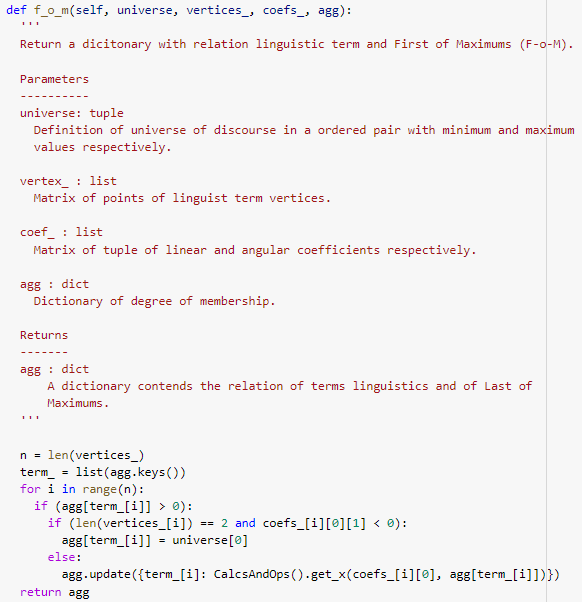 def f_o_m(self, universe, vertices_, coefs_, agg):
  '''
  Return a dicitonary with relation linguistic term and First of Maximums (F-o-M).

  Parameters
  ----------
  universe: tuple
    Definition of universe of discourse in a ordered pair with minimum and maximum
    values respectively.

  vertex_ : list
    Matrix of points of linguist term vertices.

  coef_ : list
    Matrix of tuple of linear and angular coefficients respectively.

  agg : dict
    Dictionary of degree of membership.

  Returns
  -------
  agg : dict
      A dictionary contends the relation of terms linguistics and of Last of
      Maximums.
  '''

  n = len(vertices_)
  term_ = list(agg.keys())
  for i in range(n):
    if (agg[term_[i]] > 0):
      if (len(vertices_[i]) == 2 and coefs_[i][0][1] < 0):
        agg[term_[i]] = universe[0]
      else:
        agg.update({term_[i]: CalcsAndOps().get_x(coefs_[i][0], agg[term_[i]])})
  return agg